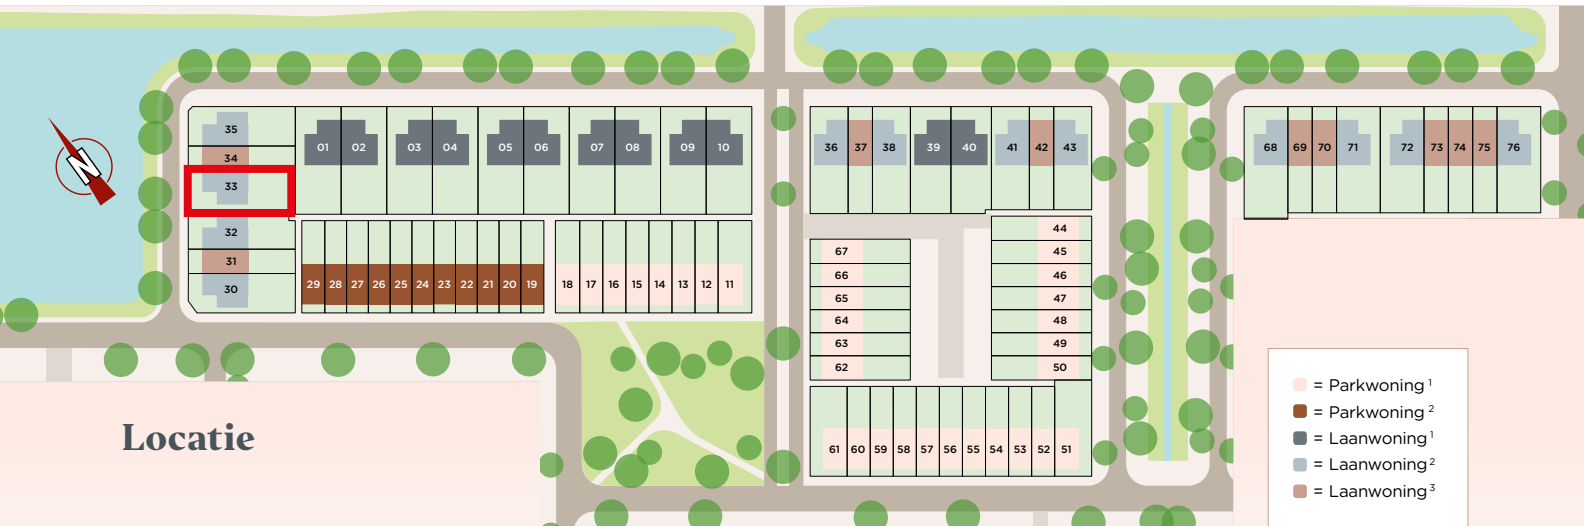 35
34
33
32
31
30
01 02 03 04 05 06 07 08 09 10
29 28 27 26 25 24 23 22 21 20 19
18 17 16 15 14 13 12 11
36 37 38 39 40 41 42 43
44
45
46
47
48
49
50
67
66
65
64
63
62
61 60 59 58 57 56 55 54 53 52 51
68 69 70 71 72 73 74 75 76
N
Locatie
= Parkwoning ¹
= Parkwoning ²
= Laanwoning ¹
= Laanwoning ²
= Laanwoning ³